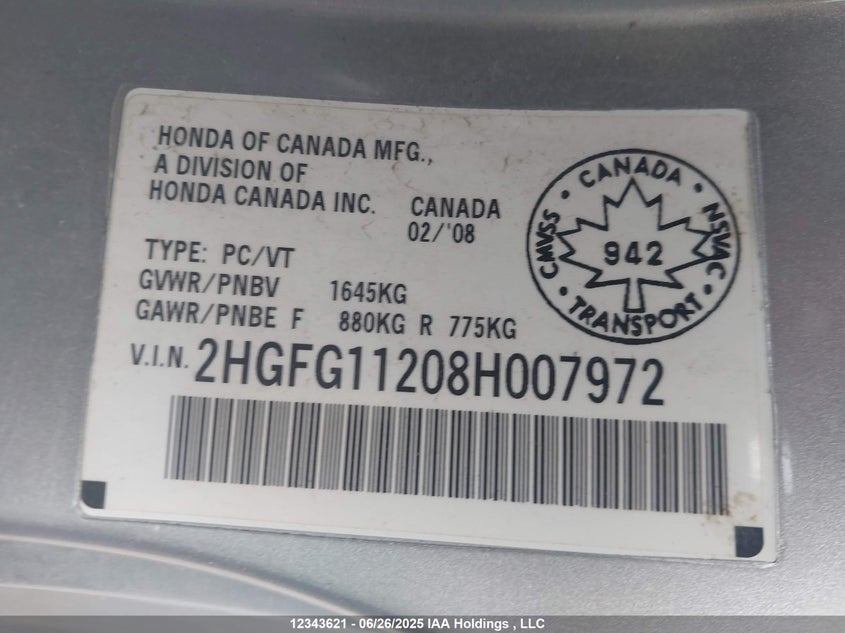 HONDA OF CANADA MFG.,
A DIVISION OF
HONDA CANADA INC. CANADA
02/'08
TYPE: PC/VT
GVWR/PNBV 1645KG
GAWR/PNBE F 880KG R 775KG
V.I.N. 2HGFG11208H007972
CANADA
CMVSS
NSVAC
942
TRANSPORT
12343621 - 06/26/2025 IAA Holdings , LLC